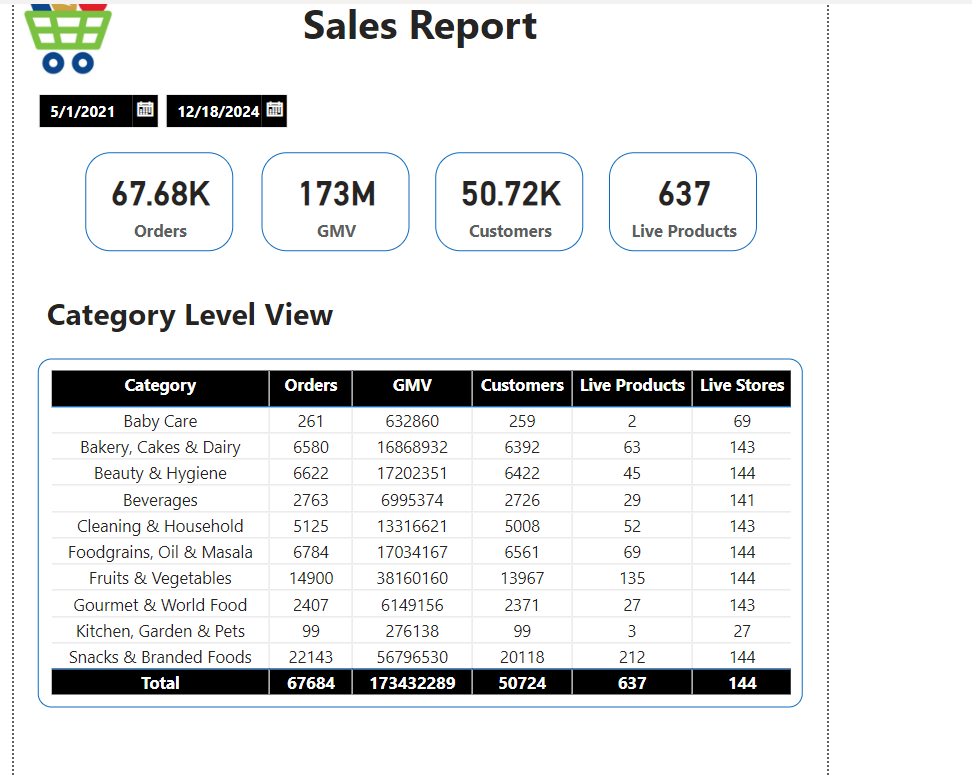 Sales Report
5/1/2021 12/18/2024
67.68K 173M 50.72K 637
Orders GMV Customers Live Products
Category Level View
Category Orders GMV Customers Live Products Live Stores
Baby Care 261 632860 259 2 69
Bakery, Cakes & Dairy 6580 16868932 6392 63 143
Beauty & Hygiene 6622 17202351 6422 45 144
Beverages 2763 6995374 2726 29 141
Cleaning & Household 5125 13316621 5008 52 143
Foodgrains, Oil & Masala 6784 17034167 6561 69 144
Fruits & Vegetables 14900 38160160 13967 135 144
Gourmet & World Food 2407 6149156 2371 27 143
Kitchen, Garden & Pets 99 276138 99 3 27
Snacks & Branded Foods 22143 56796530 20118 212 144
Total 67684 173432289 50724 637 144